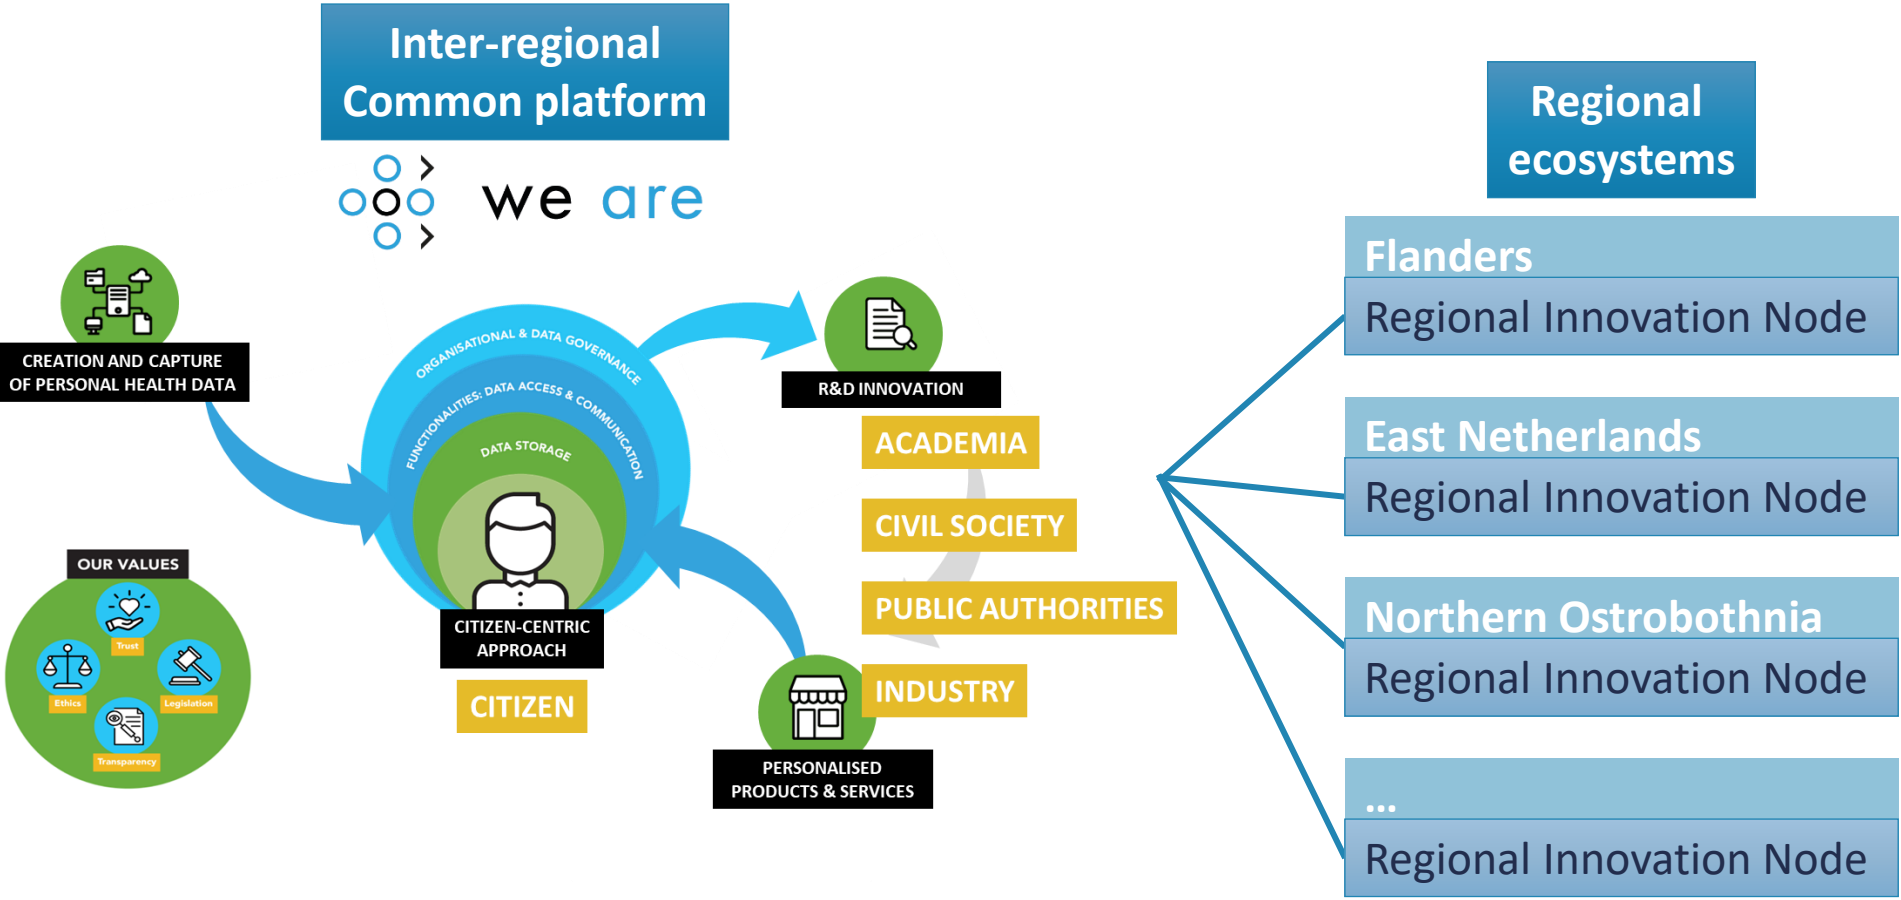 Inter-regional
Common platform
we are
CREATION AND CAPTURE
OF PERSONAL HEALTH DATA
ORGANISATIONAL & DATA GOVERNANCE
FUNCTIONALITIES: DATA ACCESS & COMMUNICATION
DATA STORAGE
CITIZEN-CENTRIC
APPROACH
CITIZEN
OUR VALUES
Trust
Ethics
Legislation
Transparency
R&D INNOVATION
ACADEMIA
CIVIL SOCIETY
PUBLIC AUTHORITIES
INDUSTRY
PERSONALISED
PRODUCTS & SERVICES
Regional
ecosystems
Flanders
Regional Innovation Node
East Netherlands
Regional Innovation Node
Northern Ostrobothnia
Regional Innovation Node
...
Regional Innovation Node